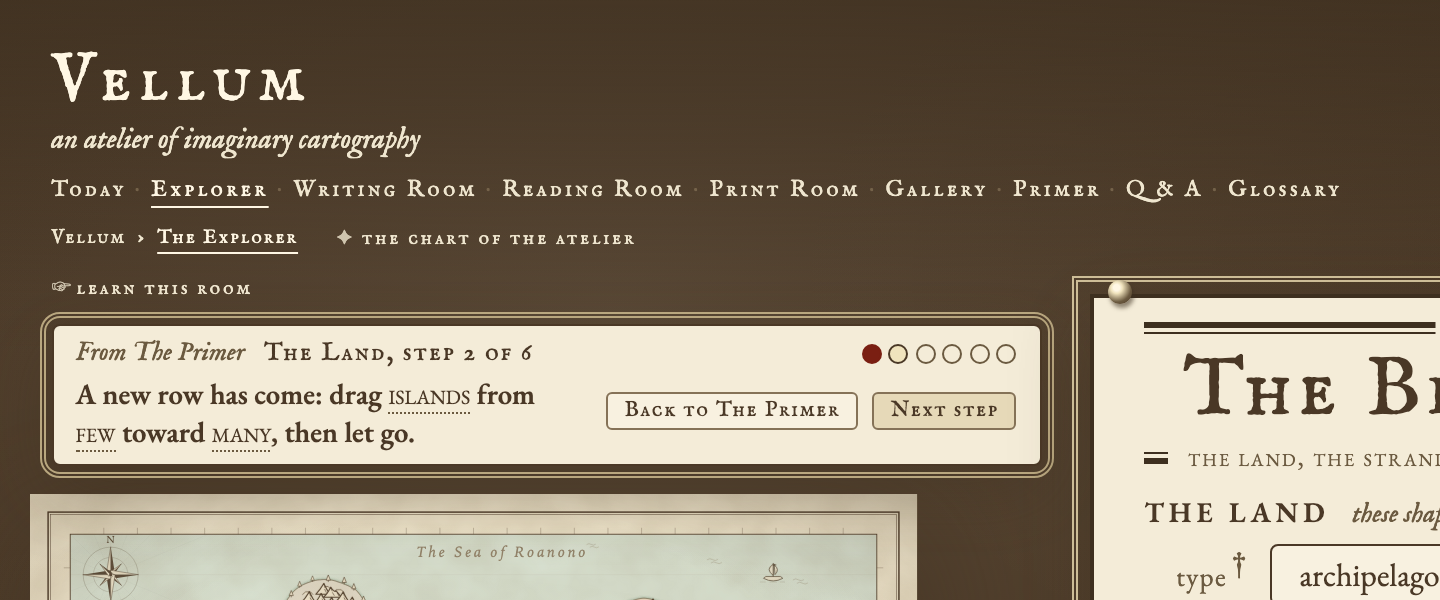 Vellum
an atelier of imaginary cartography
Today · Explorer · Writing Room · Reading Room · Print Room · Gallery · Primer · Q & A · Glossary
Vellum › The Explorer ✦ the chart of the atelier
☞ learn this room
From The Primer The Land, step 2 of 6
A new row has come: drag ISLANDS from
FEW toward MANY, then let go.
Back to The Primer Next step
N
The Sea of Roanono
The
THE LAND, THE
THE LAND these
type †
archipelago